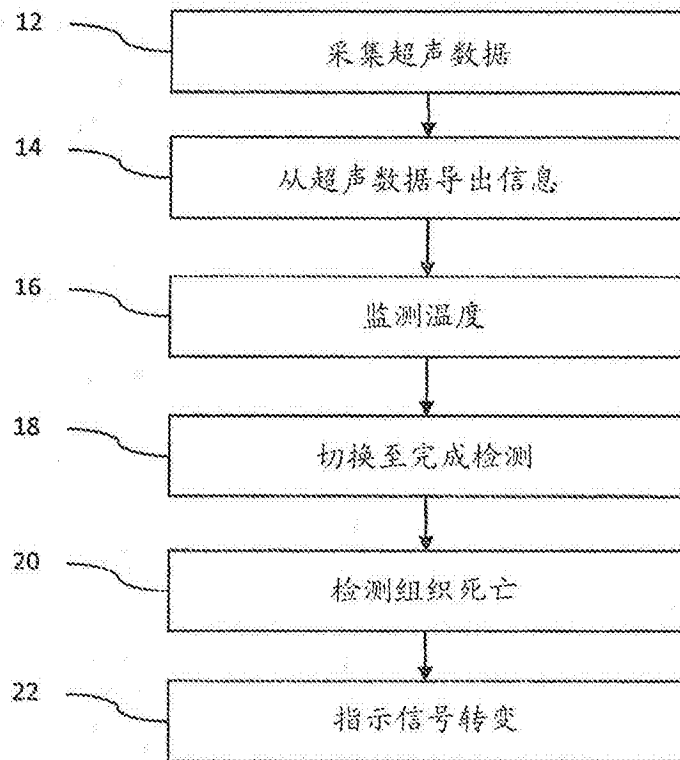 12
采集超声数据
14
从超声数据导出信息
16
监测温度
18
切换至完成检测
20
检测组织死亡
22
指示信号转变